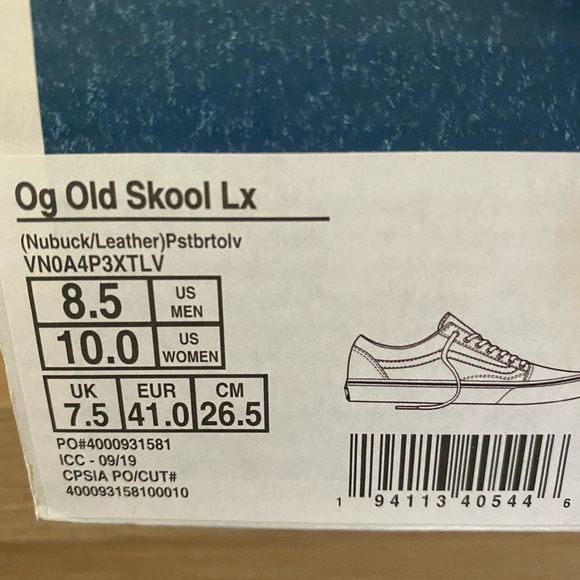 Og Old Skool Lx
(Nubuck/Leather)Pstbrtolv
VN0A4P3XTLV
8.5 US MEN
10.0 US WOMEN
UK EUR CM
7.5 41.0 26.5
PO#4000931581
ICC - 09/19
CPSIA PO/CUT#
400093158100010
1 94113 40544 6